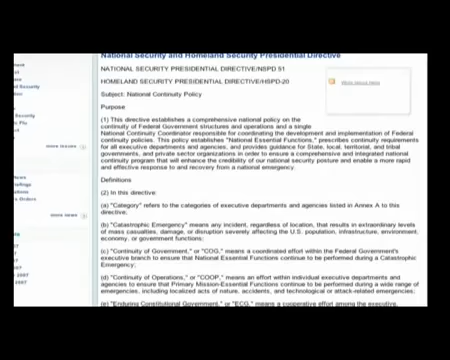 National Security and Homeland Security Presidential Directive
NATIONAL SECURITY PRESIDENTIAL DIRECTIVE/NSPD 51
HOMELAND SECURITY PRESIDENTIAL DIRECTIVE/HSPD-20
Subject: National Continuity Policy
Purpose
(1) This directive establishes a comprehensive national policy on the
continuity of Federal Government structures and operations and a single
National Continuity Coordinator responsible for coordinating the development and implementation of Federal
continuity policies. This policy establishes "National Essential Functions," prescribes continuity requirements
for all executive departments and agencies, and provides guidance for State, local, territorial, and tribal
governments, and private sector organizations in order to ensure a comprehensive and integrated national
continuity program that will enhance the credibility of our national security posture and enable a more rapid
and effective response to and recovery from a national emergency.
Definitions
(2) In this directive:
(a) "Category" refers to the categories of executive departments and agencies listed in Annex A to this
directive;
(b) "Catastrophic Emergency" means any incident, regardless of location, that results in extraordinary levels
of mass casualties, damage, or disruption severely affecting the U.S. population, infrastructure, environment,
economy, or government functions;
(c) "Continuity of Government," or "COG," means a coordinated effort within the Federal Government's
executive branch to ensure that National Essential Functions continue to be performed during a Catastrophic
Emergency;
(d) "Continuity of Operations," or "COOP," means an effort within individual executive departments and
agencies to ensure that Primary Mission-Essential Functions continue to be performed during a wide range of
emergencies, including localized acts of nature, accidents, and technological or attack-related emergencies;
(e) "Enduring Constitutional Government," or "ECG," means a cooperative effort among the executive,
d Security
Security
more issues
News
more news
Orders
2007
2007